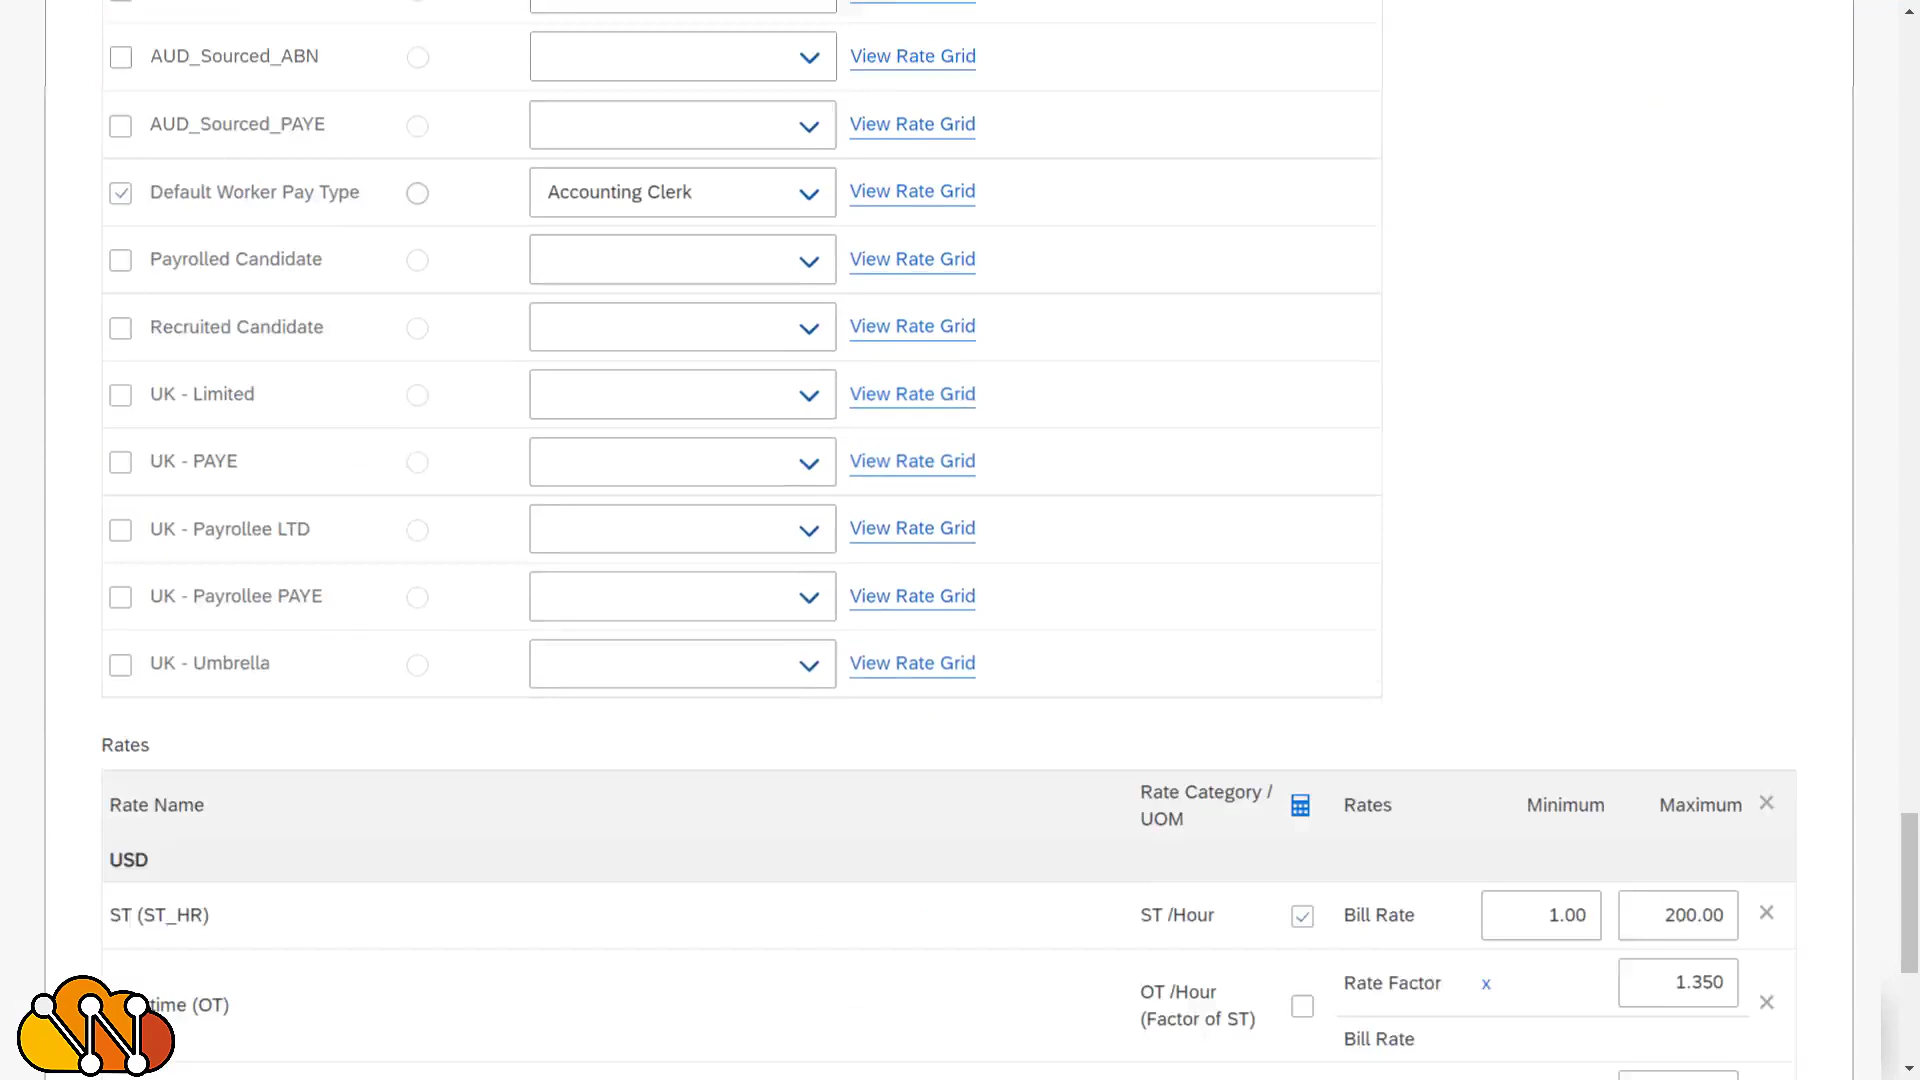 AUD_Sourced_ABN View Rate Grid
AUD_Sourced_PAYE View Rate Grid
Default Worker Pay Type Accounting Clerk View Rate Grid
Payrolled Candidate View Rate Grid
Recruited Candidate View Rate Grid
UK - Limited View Rate Grid
UK - PAYE View Rate Grid
UK - Payrollee LTD View Rate Grid
UK - Payrollee PAYE View Rate Grid
UK - Umbrella View Rate Grid
Rates
Rate Name Rate Category / UOM Rates Minimum Maximum
USD
ST (ST_HR) ST /Hour Bill Rate 1.00 200.00
time (OT) OT /Hour (Factor of ST) Rate Factor x 1.350
Bill Rate